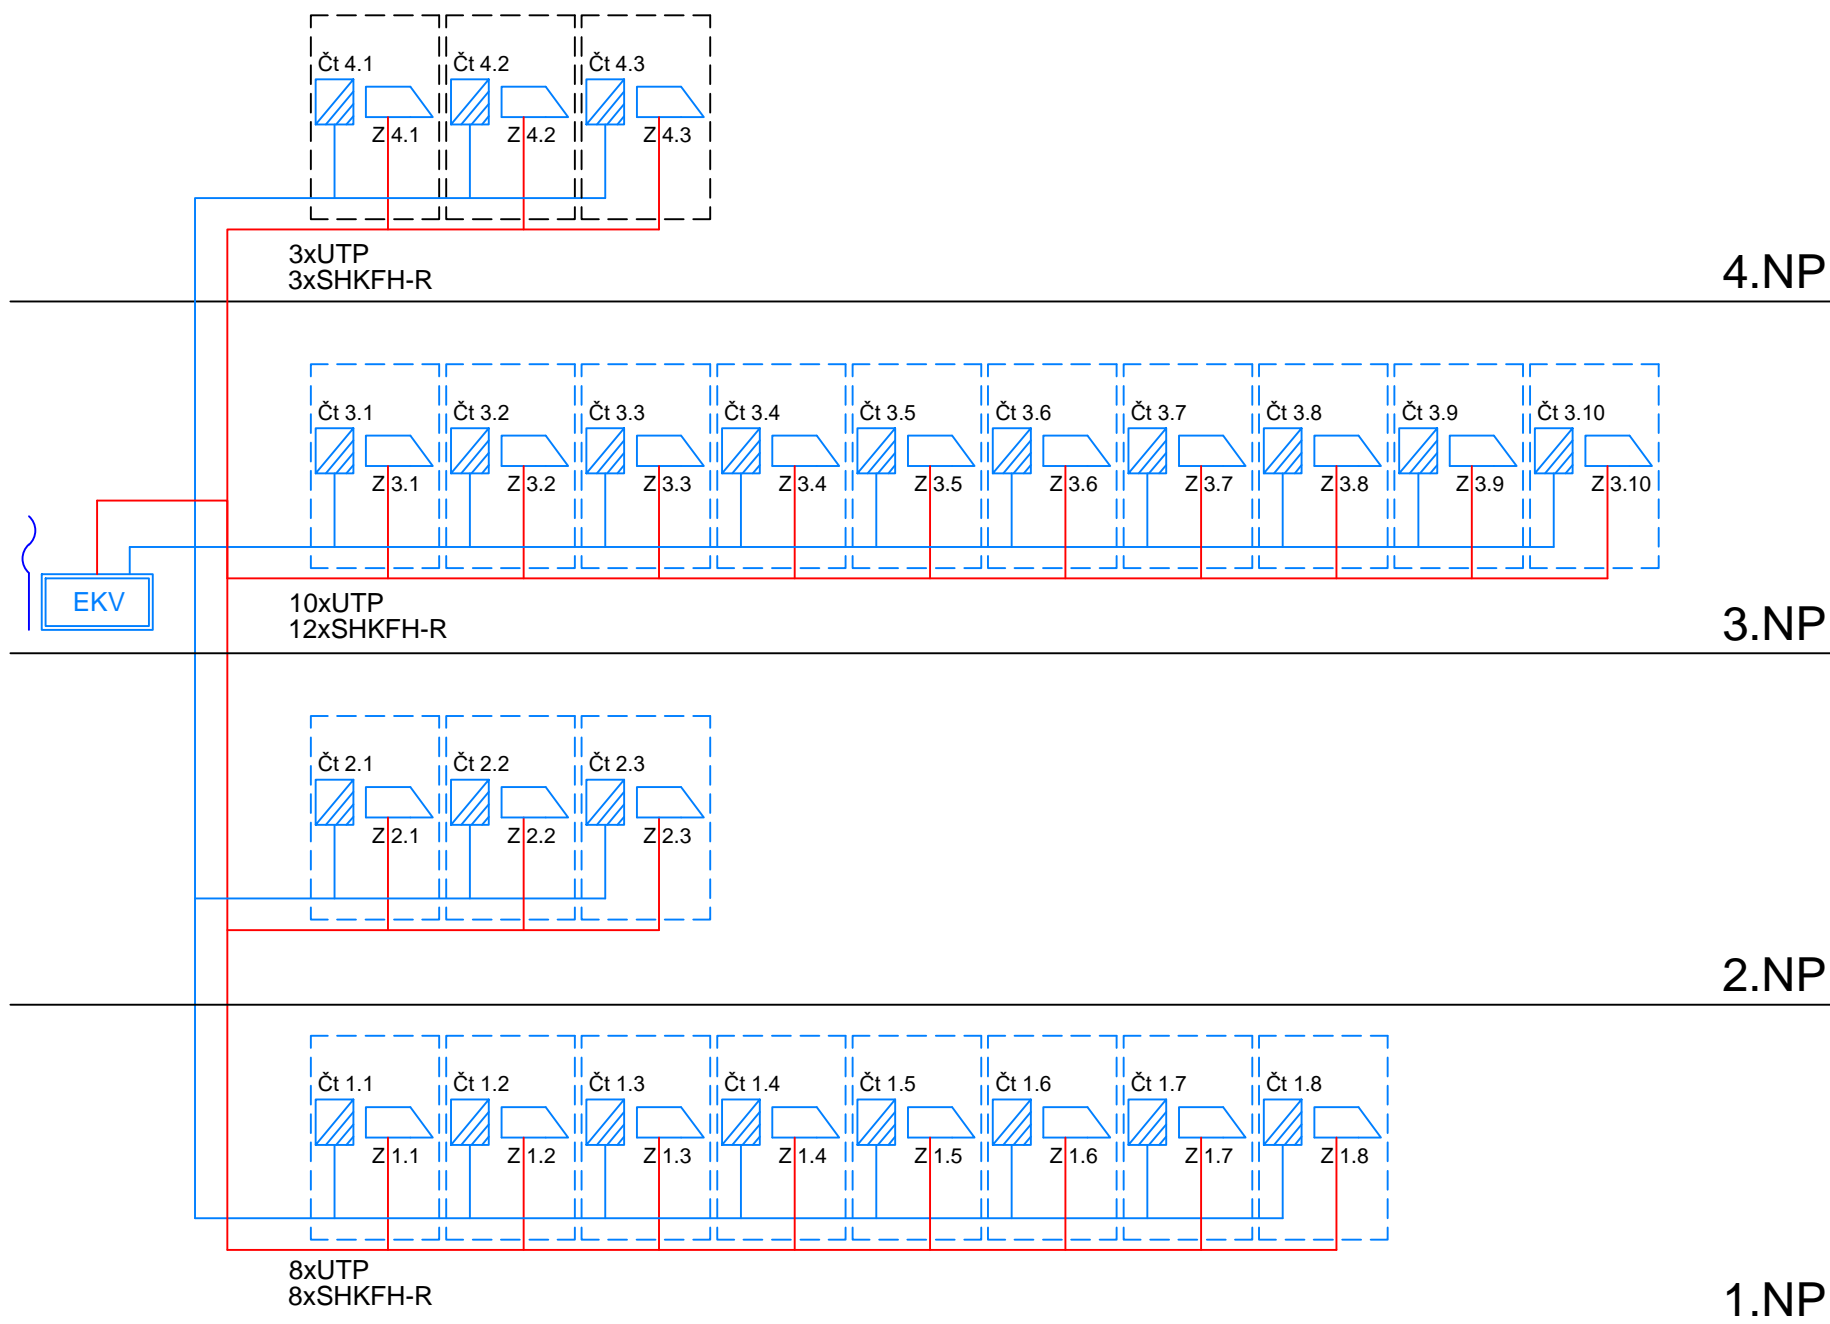 Čt 4.1 Čt 4.2 Čt 4.3
Z 4.1 Z 4.2 Z 4.3
3xUTP
3xSHKFH-R
4.NP
Čt 3.1 Čt 3.2 Čt 3.3 Čt 3.4 Čt 3.5 Čt 3.6 Čt 3.7 Čt 3.8 Čt 3.9 Čt 3.10
Z 3.1 Z 3.2 Z 3.3 Z 3.4 Z 3.5 Z 3.6 Z 3.7 Z 3.8 Z 3.9 Z 3.10
EKV
10xUTP
12xSHKFH-R
3.NP
Čt 2.1 Čt 2.2 Čt 2.3
Z 2.1 Z 2.2 Z 2.3
2.NP
Čt 1.1 Čt 1.2 Čt 1.3 Čt 1.4 Čt 1.5 Čt 1.6 Čt 1.7 Čt 1.8
Z 1.1 Z 1.2 Z 1.3 Z 1.4 Z 1.5 Z 1.6 Z 1.7 Z 1.8
8xUTP
8xSHKFH-R
1.NP